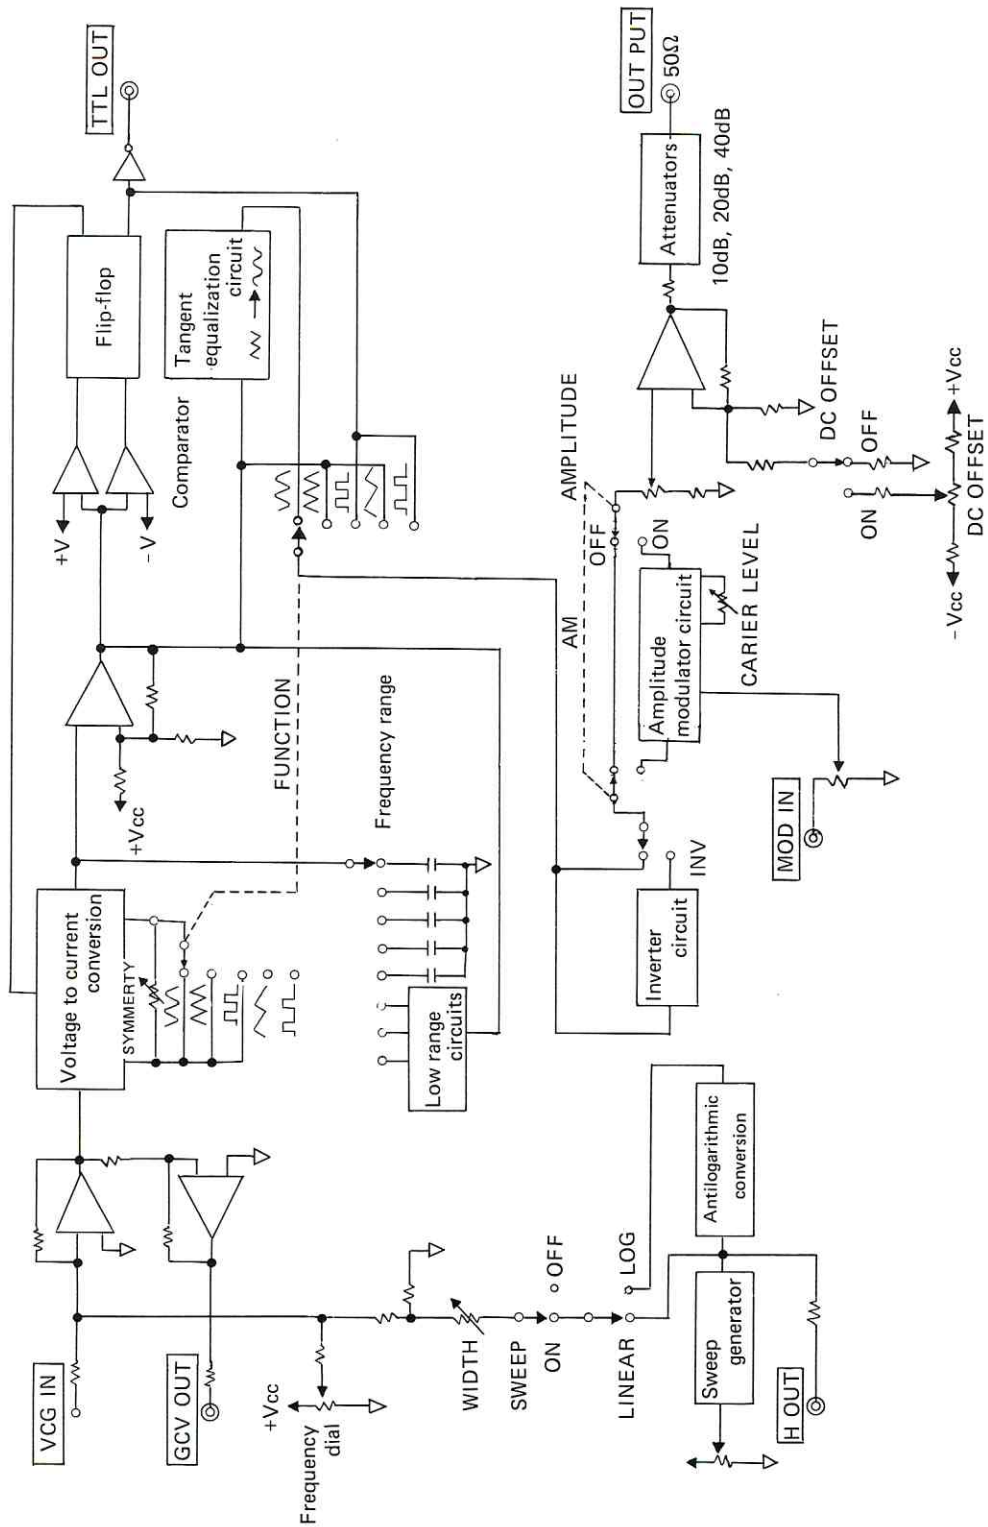 VCG IN
GCV OUT
+Vcc
Frequency
dial
WIDTH
SWEEP
ON
OFF
LINEAR
LOG
Sweep
generator
Antilogarithmic
conversion
H OUT
Voltage to current
conversion
SYMMERTY
FUNCTION
+Vcc
Frequency range
Low range
circuits
+V
-V
Comparator
Flip-flop
TTL OUT
Tangent
equalization
circuit
Inverter
circuit
INV
AM
OFF
ON
AMPLITUDE
Amplitude
modulator circuit
CARIER LEVEL
MOD IN
DC OFFSET
OFF
ON
-Vcc
+Vcc
DC OFFSET
Attenuators
10dB, 20dB, 40dB
OUT PUT
50Ω